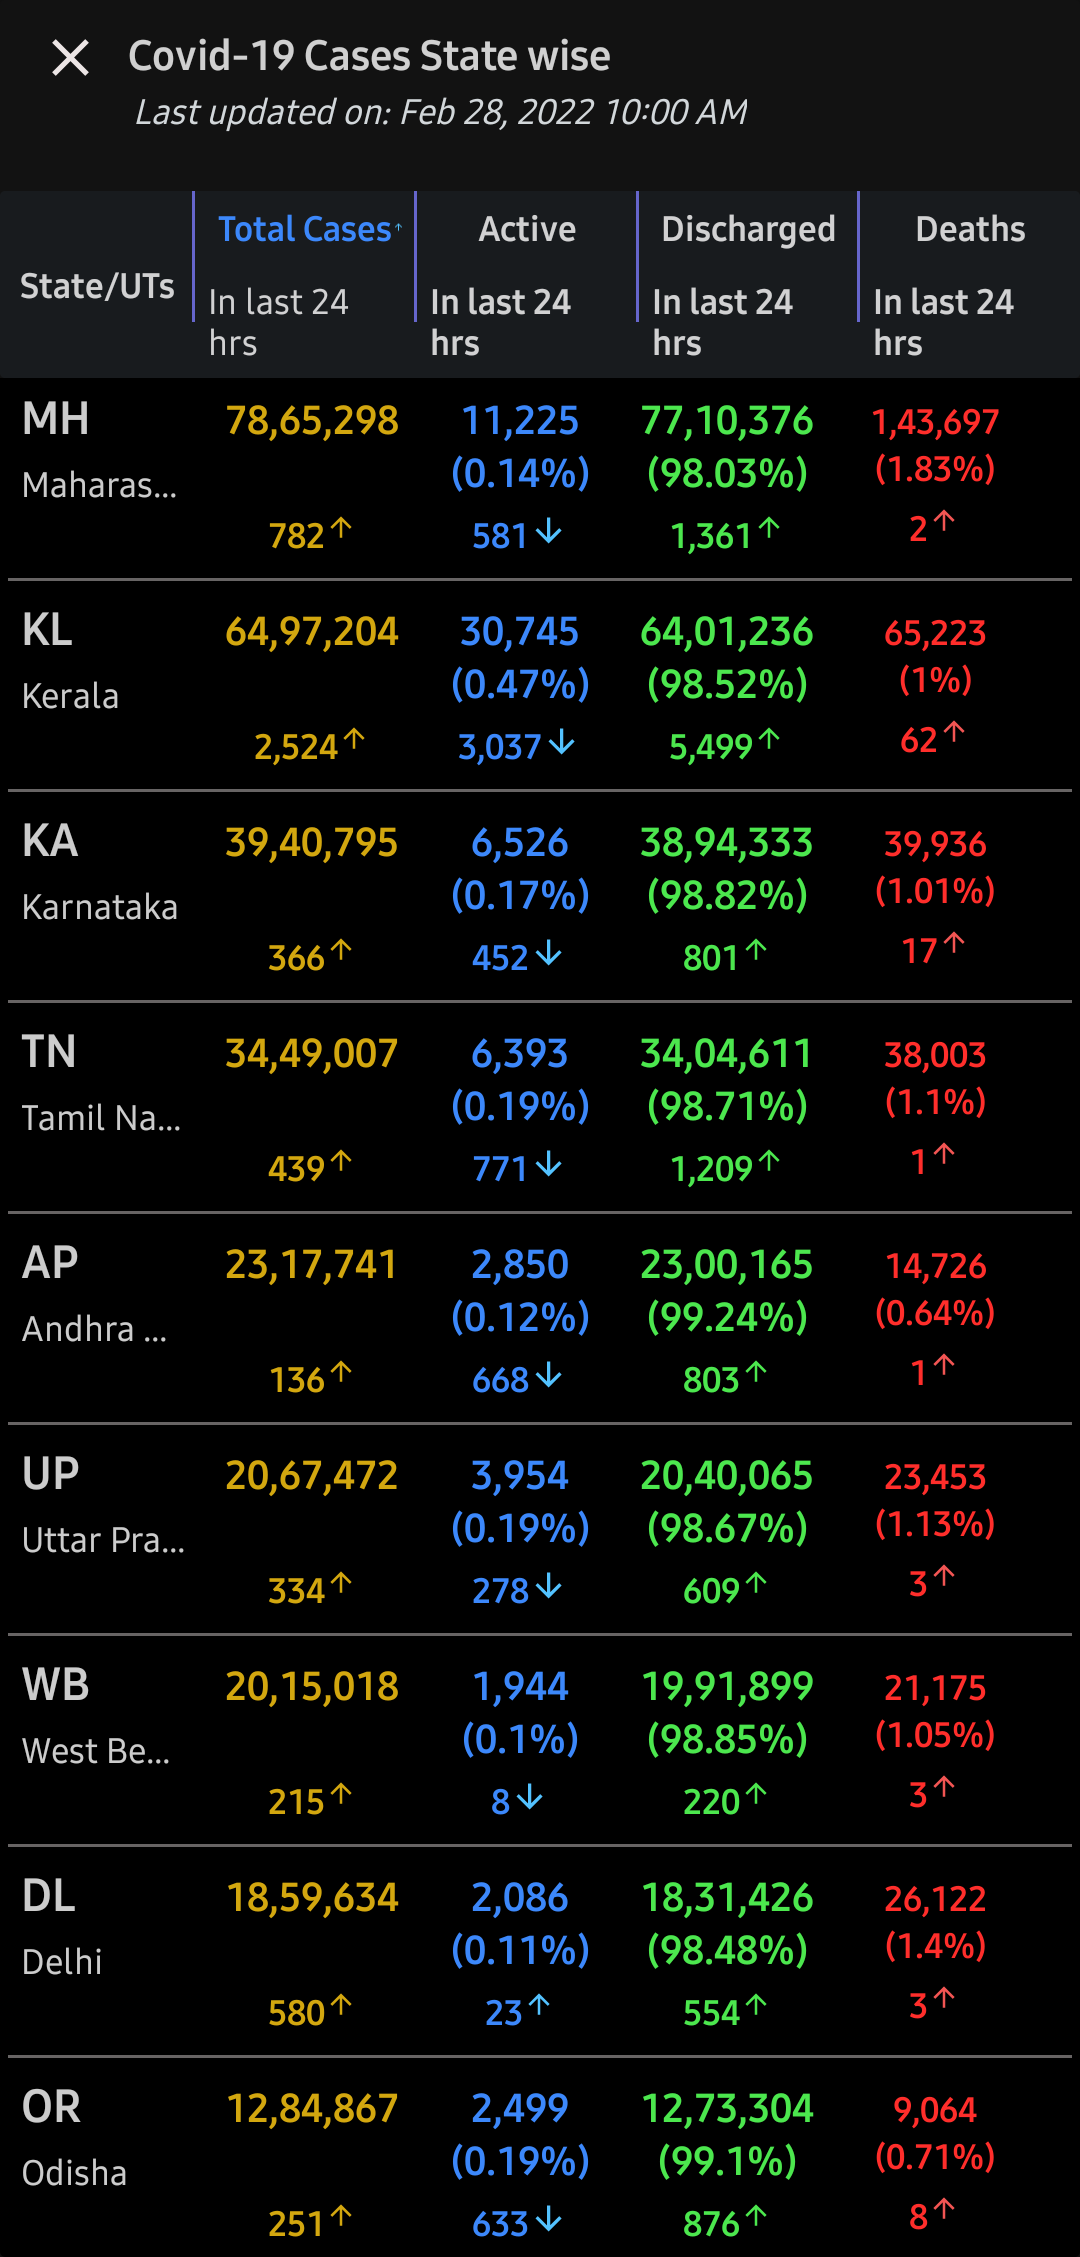 Covid-19 Cases State wise
Last updated on: Feb 28, 2022 10:00 AM
State/UTs Total Cases↑ Active Discharged Deaths
In last 24 hrs In last 24 hrs In last 24 hrs In last 24 hrs
MH 78,65,298 11,225 77,10,376 1,43,697
Maharas... (0.14%) (98.03%) (1.83%)
782↑ 581↓ 1,361↑ 2↑
KL 64,97,204 30,745 64,01,236 65,223
Kerala (0.47%) (98.52%) (1%)
2,524↑ 3,037↓ 5,499↑ 62↑
KA 39,40,795 6,526 38,94,333 39,936
Karnataka (0.17%) (98.82%) (1.01%)
366↑ 452↓ 801↑ 17↑
TN 34,49,007 6,393 34,04,611 38,003
Tamil Na... (0.19%) (98.71%) (1.1%)
439↑ 771↓ 1,209↑ 1↑
AP 23,17,741 2,850 23,00,165 14,726
Andhra ... (0.12%) (99.24%) (0.64%)
136↑ 668↓ 803↑ 1↑
UP 20,67,472 3,954 20,40,065 23,453
Uttar Pra... (0.19%) (98.67%) (1.13%)
334↑ 278↓ 609↑ 3↑
WB 20,15,018 1,944 19,91,899 21,175
West Be... (0.1%) (98.85%) (1.05%)
215↑ 8↓ 220↑ 3↑
DL 18,59,634 2,086 18,31,426 26,122
Delhi (0.11%) (98.48%) (1.4%)
580↑ 23↑ 554↑ 3↑
OR 12,84,867 2,499 12,73,304 9,064
Odisha (0.19%) (99.1%) (0.71%)
251↑ 633↓ 876↑ 8↑